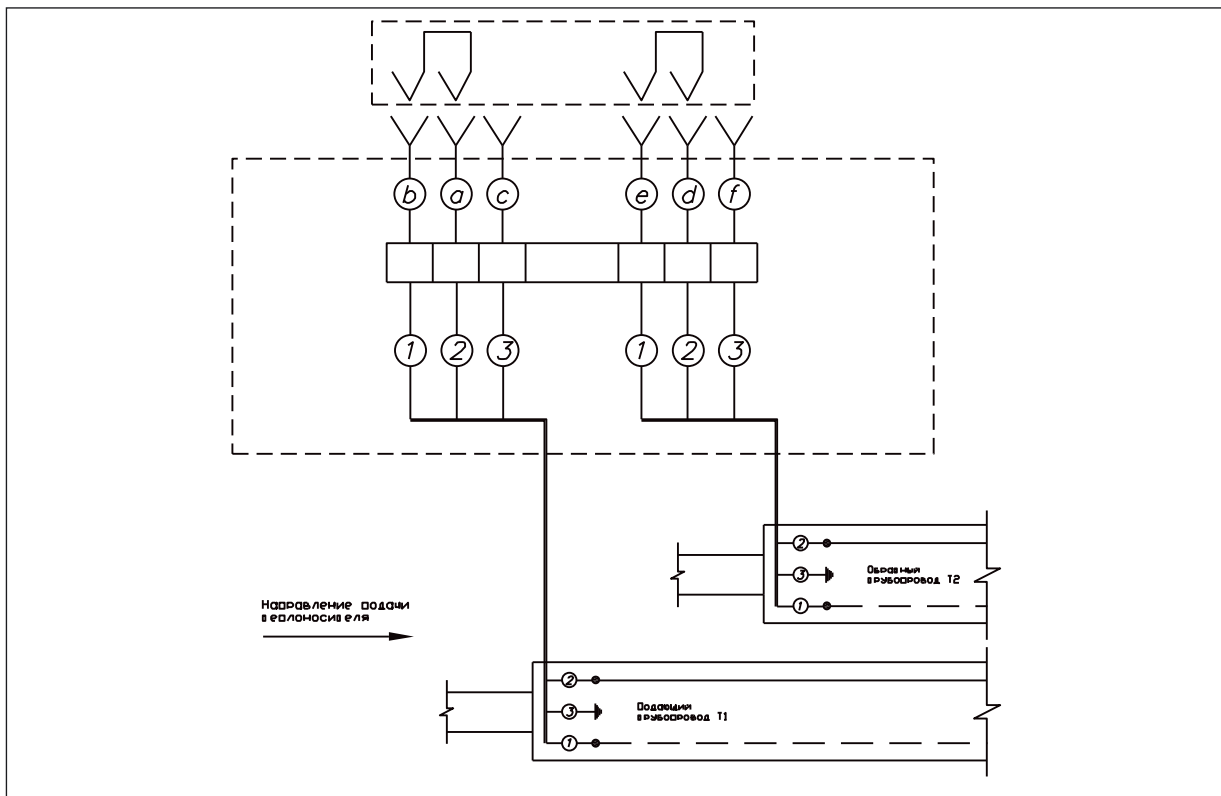 b a c e d f
1 2 3 1 2 3
2
3
Обратный
трубопровод Т2
1
Направление подачи
теплоносителя
2
3
Подающий
трубопровод Т1
1